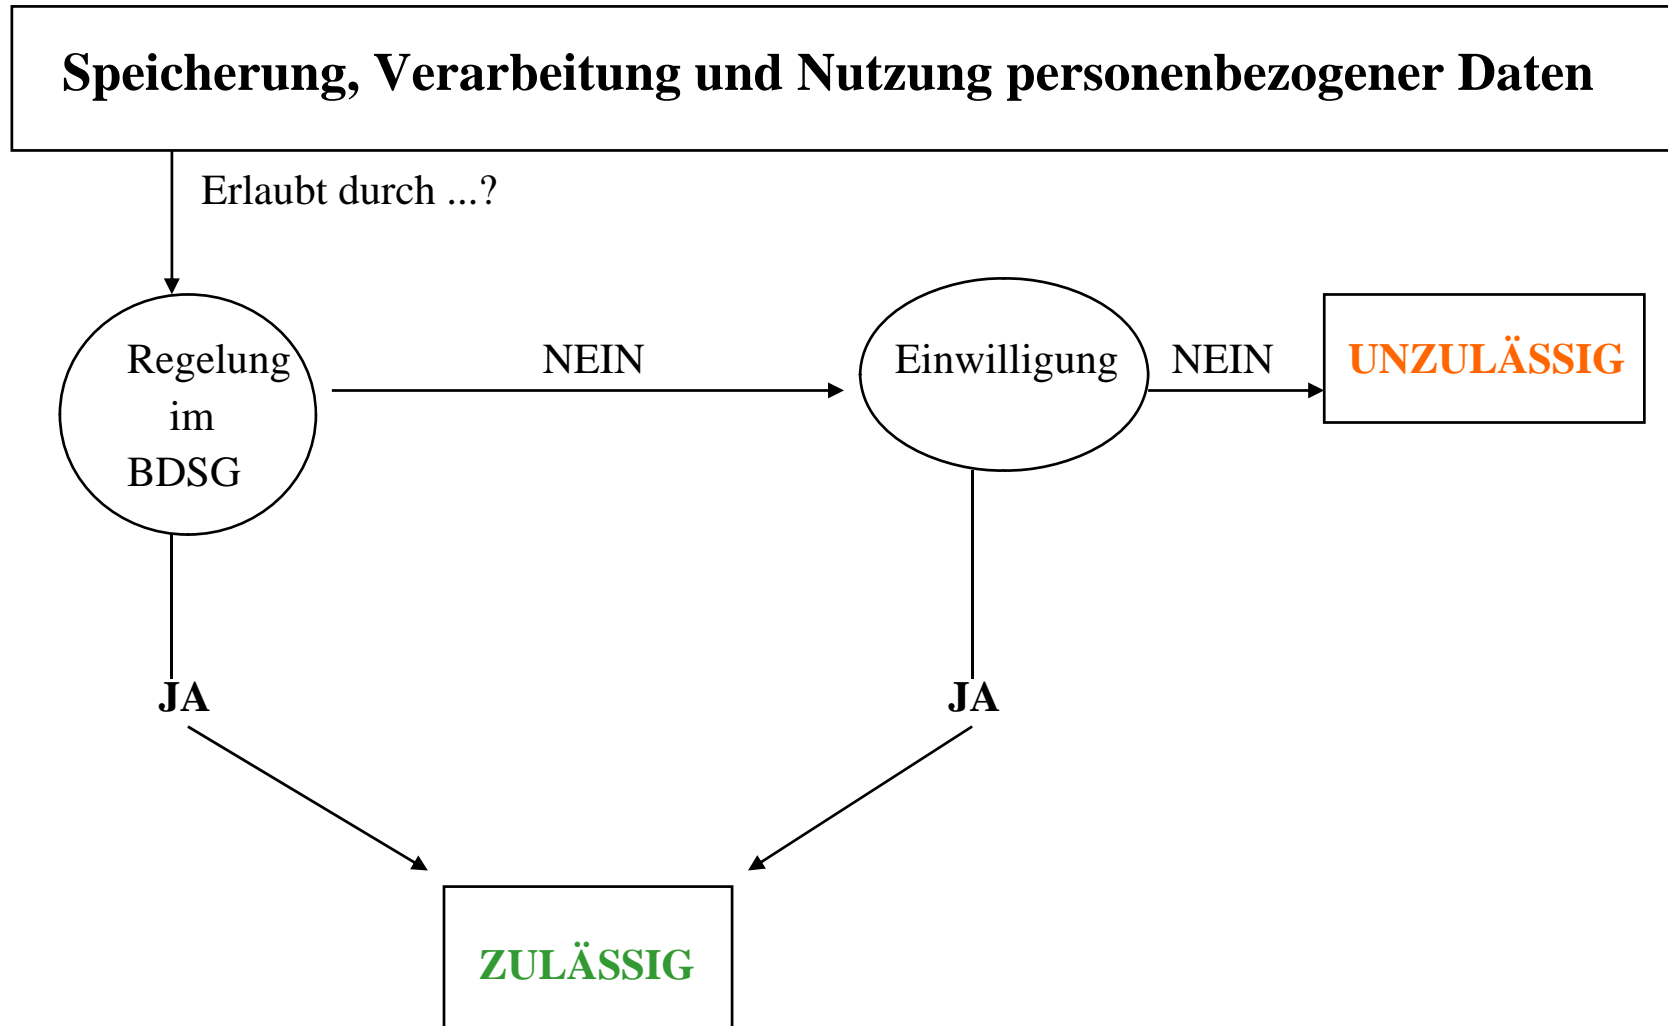 Speicherung, Verarbeitung und Nutzung personenbezogener Daten
Erlaubt durch ...?
Regelung
im
BDSG
NEIN
Einwilligung
NEIN
UNZULÄSSIG
JA
JA
ZULÄSSIG